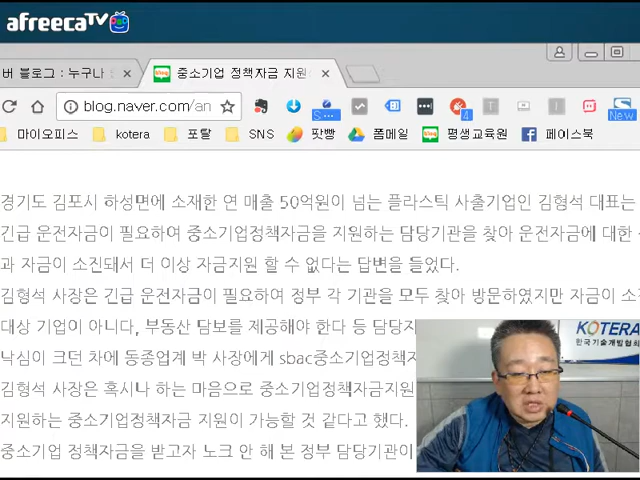 afreecaTV
버 블로그 : 누구나
중소기업 정책자금 지원
blog.naver.com/an
S...
4
New
마이오피스 kotera 포탈 SNS 팟빵 폼메일 평생교육원 페이스북
경기도 김포시 하성면에 소재한 연 매출 50억원이 넘는 플라스틱 사출기업인 김형석 대표는
긴급 운전자금이 필요하여 중소기업정책자금을 지원하는 담당기관을 찾아 운전자금에 대한
과 자금이 소진돼서 더 이상 자금지원 할 수 없다는 답변을 들었다.
김형석 사장은 긴급 운전자금이 필요하여 정부 각 기관을 모두 찾아 방문하였지만 자금이 소
대상 기업이 아니다, 부동산 담보를 제공해야 한다 등 담당자
낙심이 크던 차에 동종업계 박 사장에게 sbac중소기업정책자
김형석 사장은 혹시나 하는 마음으로 중소기업정책자금지원
지원하는 중소기업정책자금 지원이 가능할 것 같다고 했다.
중소기업 정책자금을 받고자 노크 안 해 본 정부 담당기관이
KOTERA
한국기술개발협회